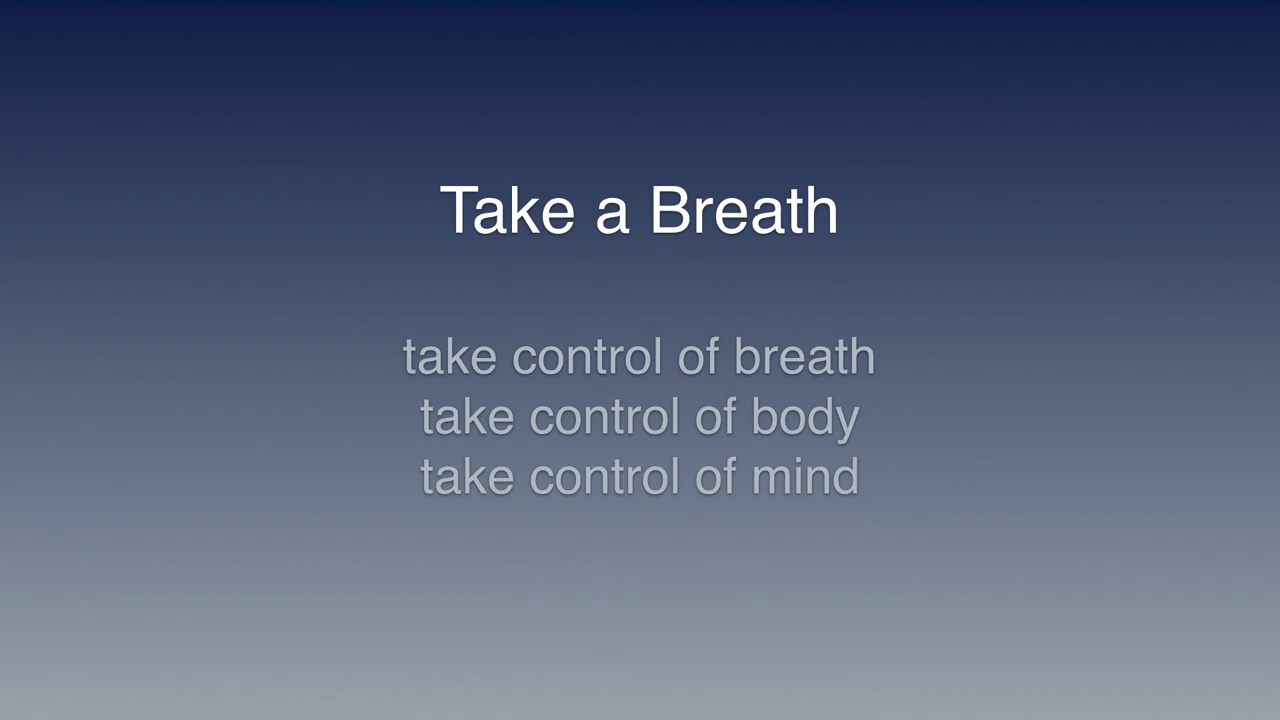 Take a Breath
take control of breath
take control of body
take control of mind